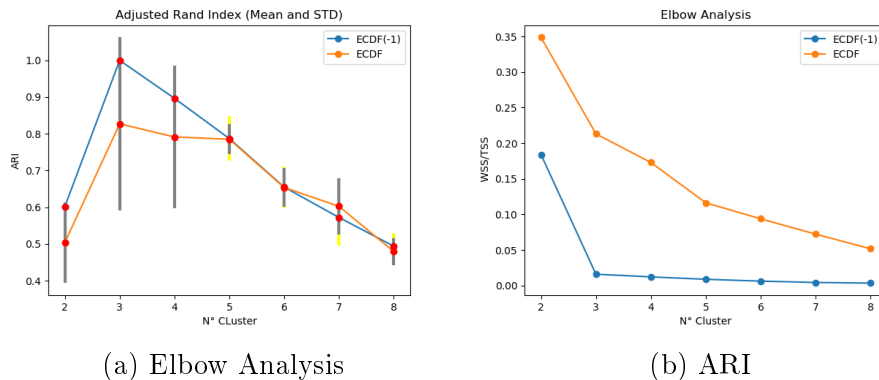 Adjusted Rand Index (Mean and STD)
ECDF(-1)
ECDF
1.0
0.9
0.8
0.7
0.6
0.5
0.4
ARI
2 3 4 5 6 7 8
N° CLuster
(a) Elbow Analysis
Elbow Analysis
ECDF(-1)
ECDF
0.35
0.30
0.25
0.20
0.15
0.10
0.05
0.00
WSS/TSS
2 3 4 5 6 7 8
N° Cluster
(b) ARI